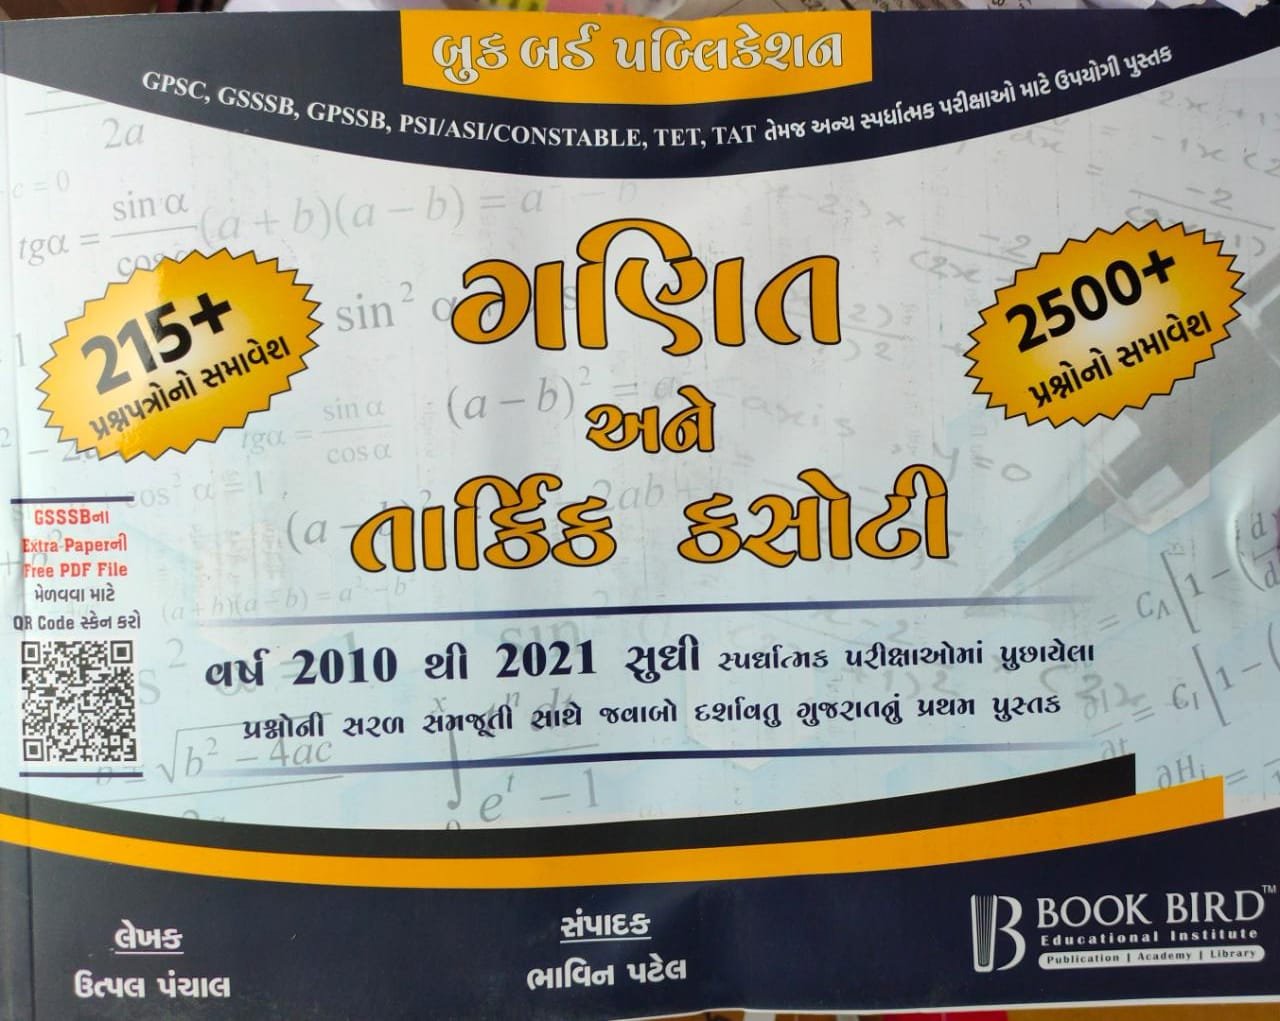 બુક બર્ડ પબ્લિકેશન
GPSC, GSSSB, GPSSB, PSI/ASI/CONSTABLE, TET, TAT તેમજ અન્ય સ્પર્ધાત્મક પરીક્ષાઓ માટે ઉપયોગી પુસ્તક
215+
પ્રશ્નપત્રોનો સમાવેશ
2500+
પ્રશ્નોનો સમાવેશ
ગણિત
અને
તાર્કિક કસોટી
GSSSBના
Extra Paperની
Free PDF File
મેળવવા માટે
QR Code સ્કેન કરો
વર્ષ 2010 થી 2021 સુધી સ્પર્ધાત્મક પરીક્ષાઓમાં પુછાયેલા
પ્રશ્નોની સરળ સમજૂતી સાથે જવાબો દર્શાવતુ ગુજરાતનું પ્રથમ પુસ્તક
લેખક
ઉત્પલ પંચાલ
સંપાદક
ભાવિન પટેલ
BOOK BIRD™
Educational Institute
Publication | Academy | Library